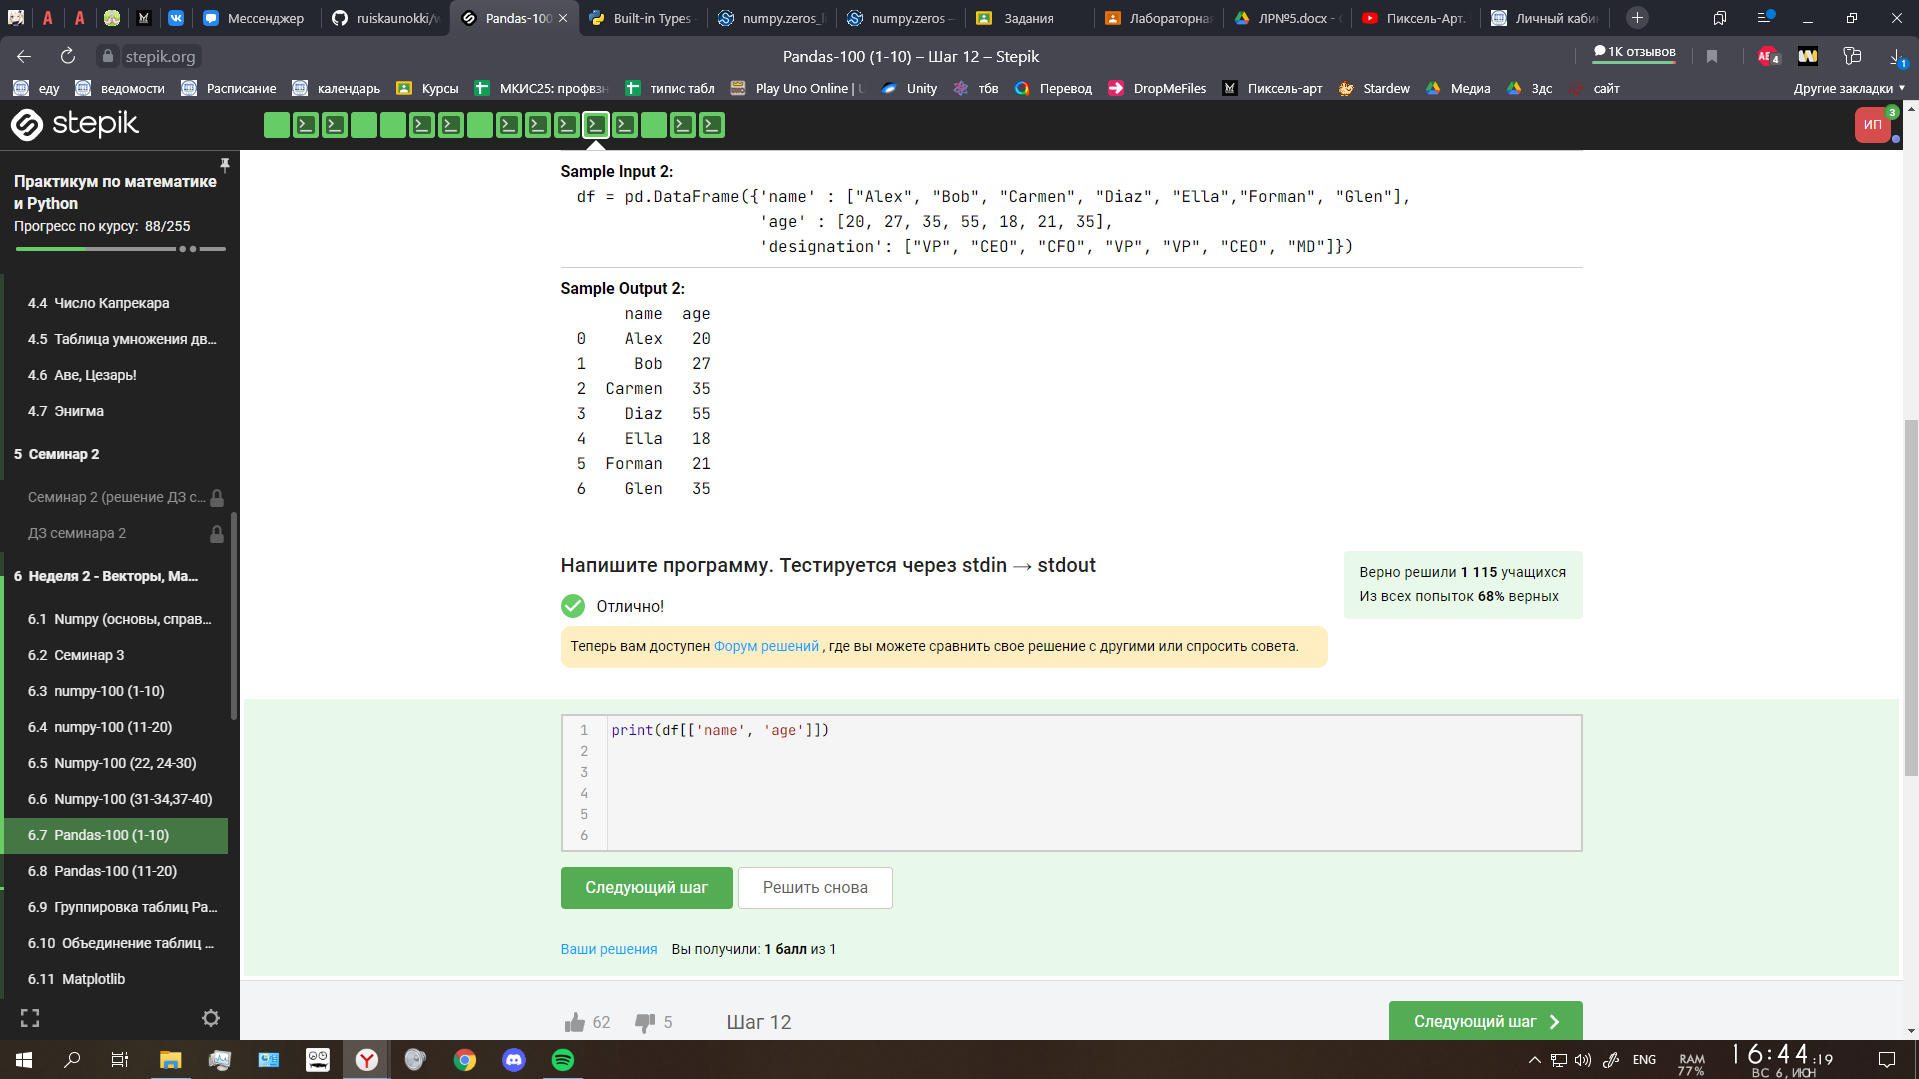 Мессенджер
ruiskaunokki/w
Pandas-100
Built-in Types
numpy.zeros_li
numpy.zeros —
Задания
Лабораторная
ЛР№5.docx - G
Пиксель-Арт.
Личный каби
stepik.org
Pandas-100 (1-10) – Шаг 12 – Stepik
1K отзывов
еду
ведомости
Расписание
календарь
Курсы
МКИС25: профвзн
типис табл
Play Uno Online | U
Unity
тбв
Перевод
DropMeFiles
Пиксель-арт
Stardew
Медиа
Здс
сайт
Другие закладки
stepik
ИП
3
Практикум по математике
и Python
Прогресс по курсу: 88/255
4.4 Число Капрекара
4.5 Таблица умножения дв...
4.6 Аве, Цезарь!
4.7 Энигма
5 Семинар 2
Семинар 2 (решение ДЗ с...
ДЗ семинара 2
6 Неделя 2 - Векторы, Ма...
6.1 Numpy (основы, справ...
6.2 Семинар 3
6.3 numpy-100 (1-10)
6.4 numpy-100 (11-20)
6.5 Numpy-100 (22, 24-30)
6.6 Numpy-100 (31-34,37-40)
6.7 Pandas-100 (1-10)
6.8 Pandas-100 (11-20)
6.9 Группировка таблиц Pa...
6.10 Объединение таблиц ...
6.11 Matplotlib
Sample Input 2:
df = pd.DataFrame({'name' : ["Alex", "Bob", "Carmen", "Diaz", "Ella","Forman", "Glen"],
'age' : [20, 27, 35, 55, 18, 21, 35],
'designation': ["VP", "CEO", "CFO", "VP", "VP", "CEO", "MD"]})
Sample Output 2:
name age
0 Alex 20
1 Bob 27
2 Carmen 35
3 Diaz 55
4 Ella 18
5 Forman 21
6 Glen 35
Напишите программу. Тестируется через stdin → stdout
Верно решили 1 115 учащихся
Из всех попыток 68% верных
Отлично!
Теперь вам доступен Форум решений , где вы можете сравнить свое решение с другими или спросить совета.
1 print(df[['name', 'age']])
2
3
4
5
6
Следующий шаг
Решить снова
Ваши решения Вы получили: 1 балл из 1
62
5
Шаг 12
Следующий шаг
ENG
RAM
77%
16:44:19
ВС 6, ИЮН